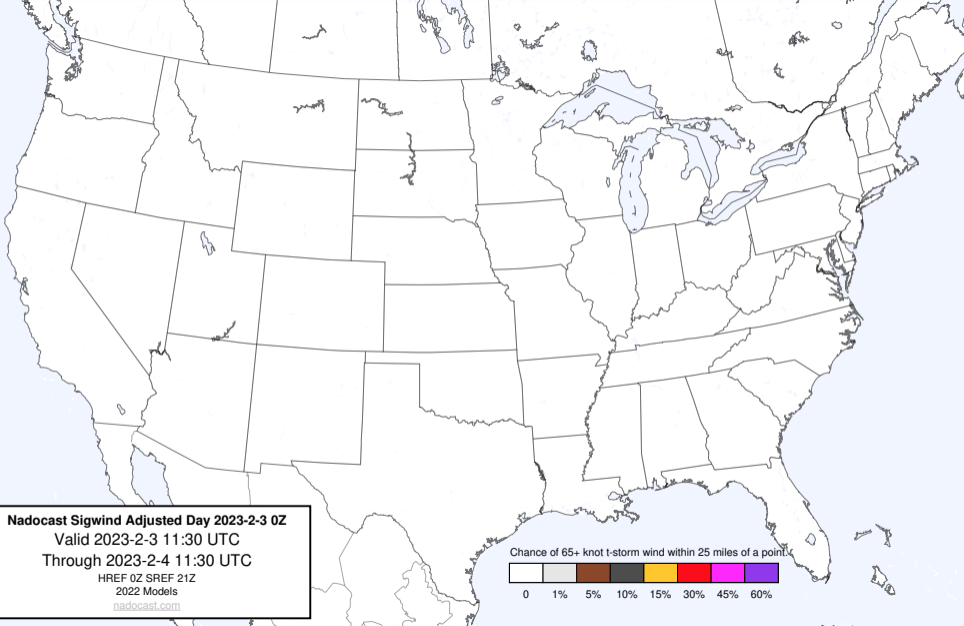 Nadocast Sigwind Adjusted Day 2023-2-3 0Z
Valid 2023-2-3 11:30 UTC
Through 2023-2-4 11:30 UTC
HREF 0Z SREF 21Z
2022 Models
nadocast.com
Chance of 65+ knot t-storm wind within 25 miles of a point.
0 1% 5% 10% 15% 30% 45% 60%